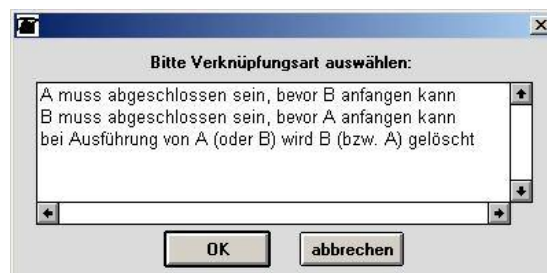 Bitte Verknüpfungsart auswählen:
A muss abgeschlossen sein, bevor B anfangen kann
B muss abgeschlossen sein, bevor A anfangen kann
bei Ausführung von A (oder B) wird B (bzw. A) gelöscht
OK
abbrechen